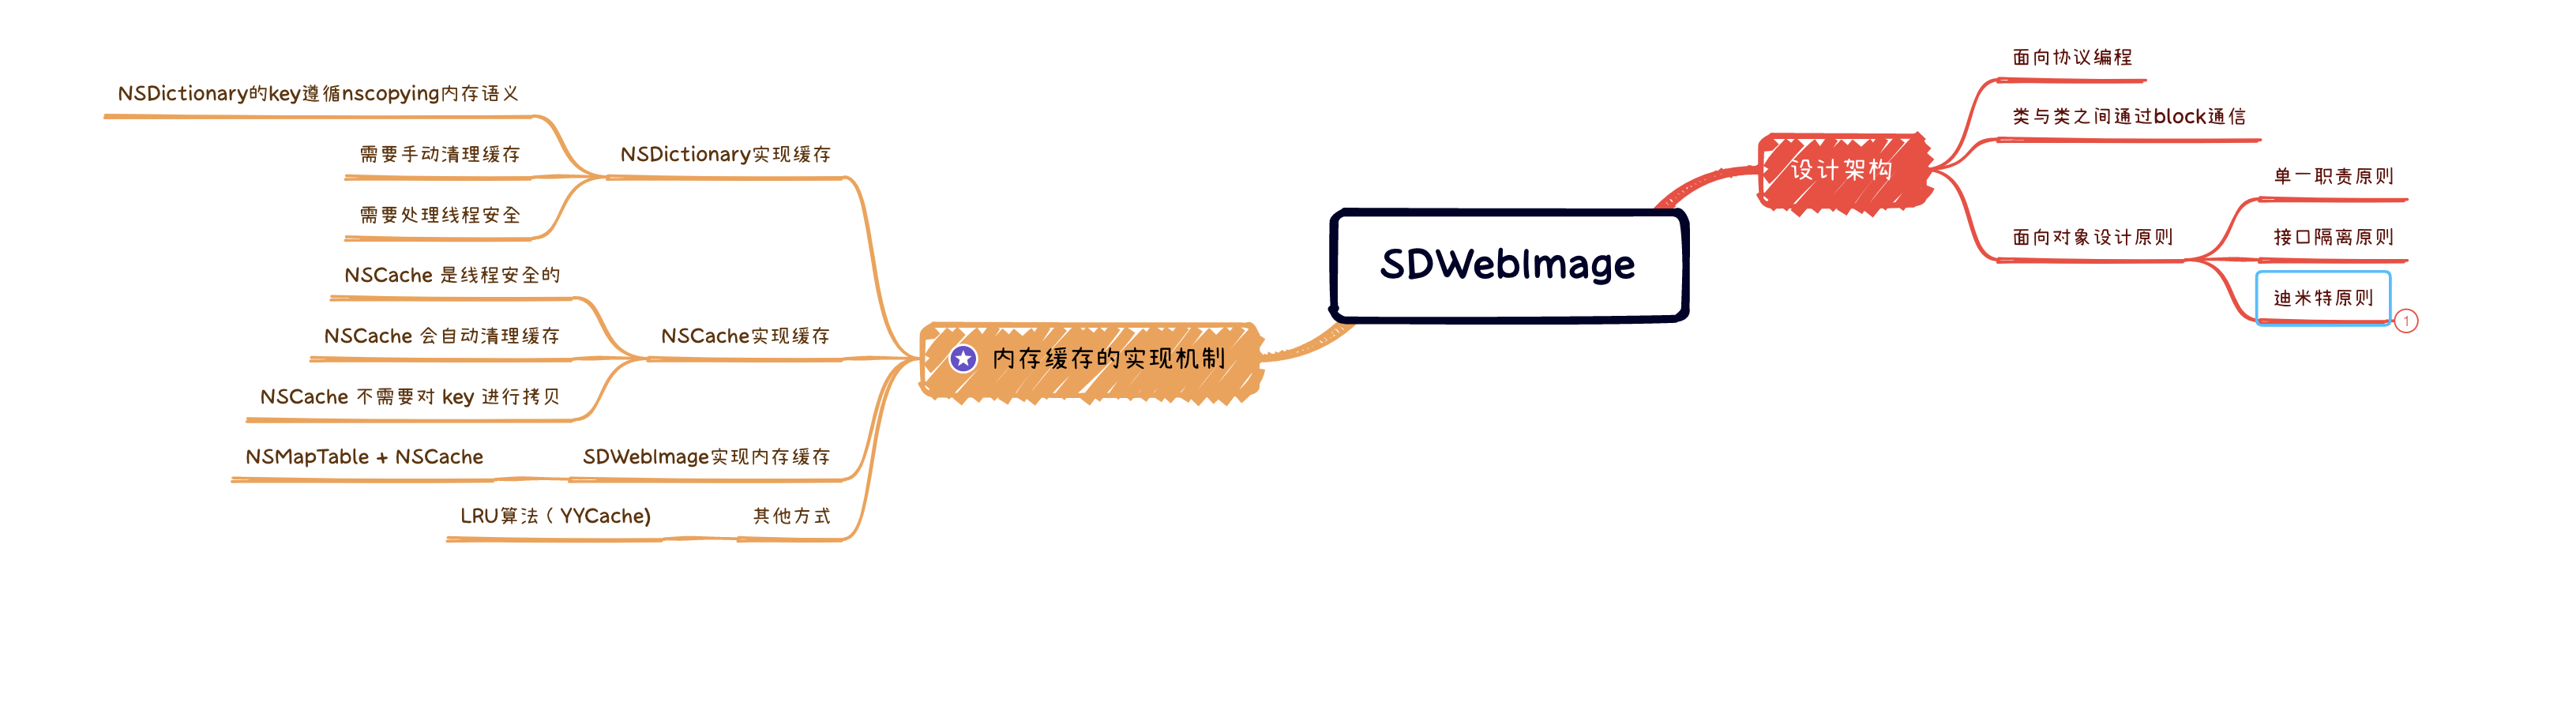 SDWebImage
设计架构
面向协议编程
类与类之间通过block通信
面向对象设计原则
单一职责原则
接口隔离原则
迪米特原则
1
内存缓存的实现机制
NSDictionary实现缓存
NSDictionary的key遵循nscopying内存语义
需要手动清理缓存
需要处理线程安全
NSCache实现缓存
NSCache 是线程安全的
NSCache 会自动清理缓存
NSCache 不需要对 key 进行拷贝
SDWebImage实现内存缓存
NSMapTable + NSCache
其他方式
LRU算法（ YYCache)